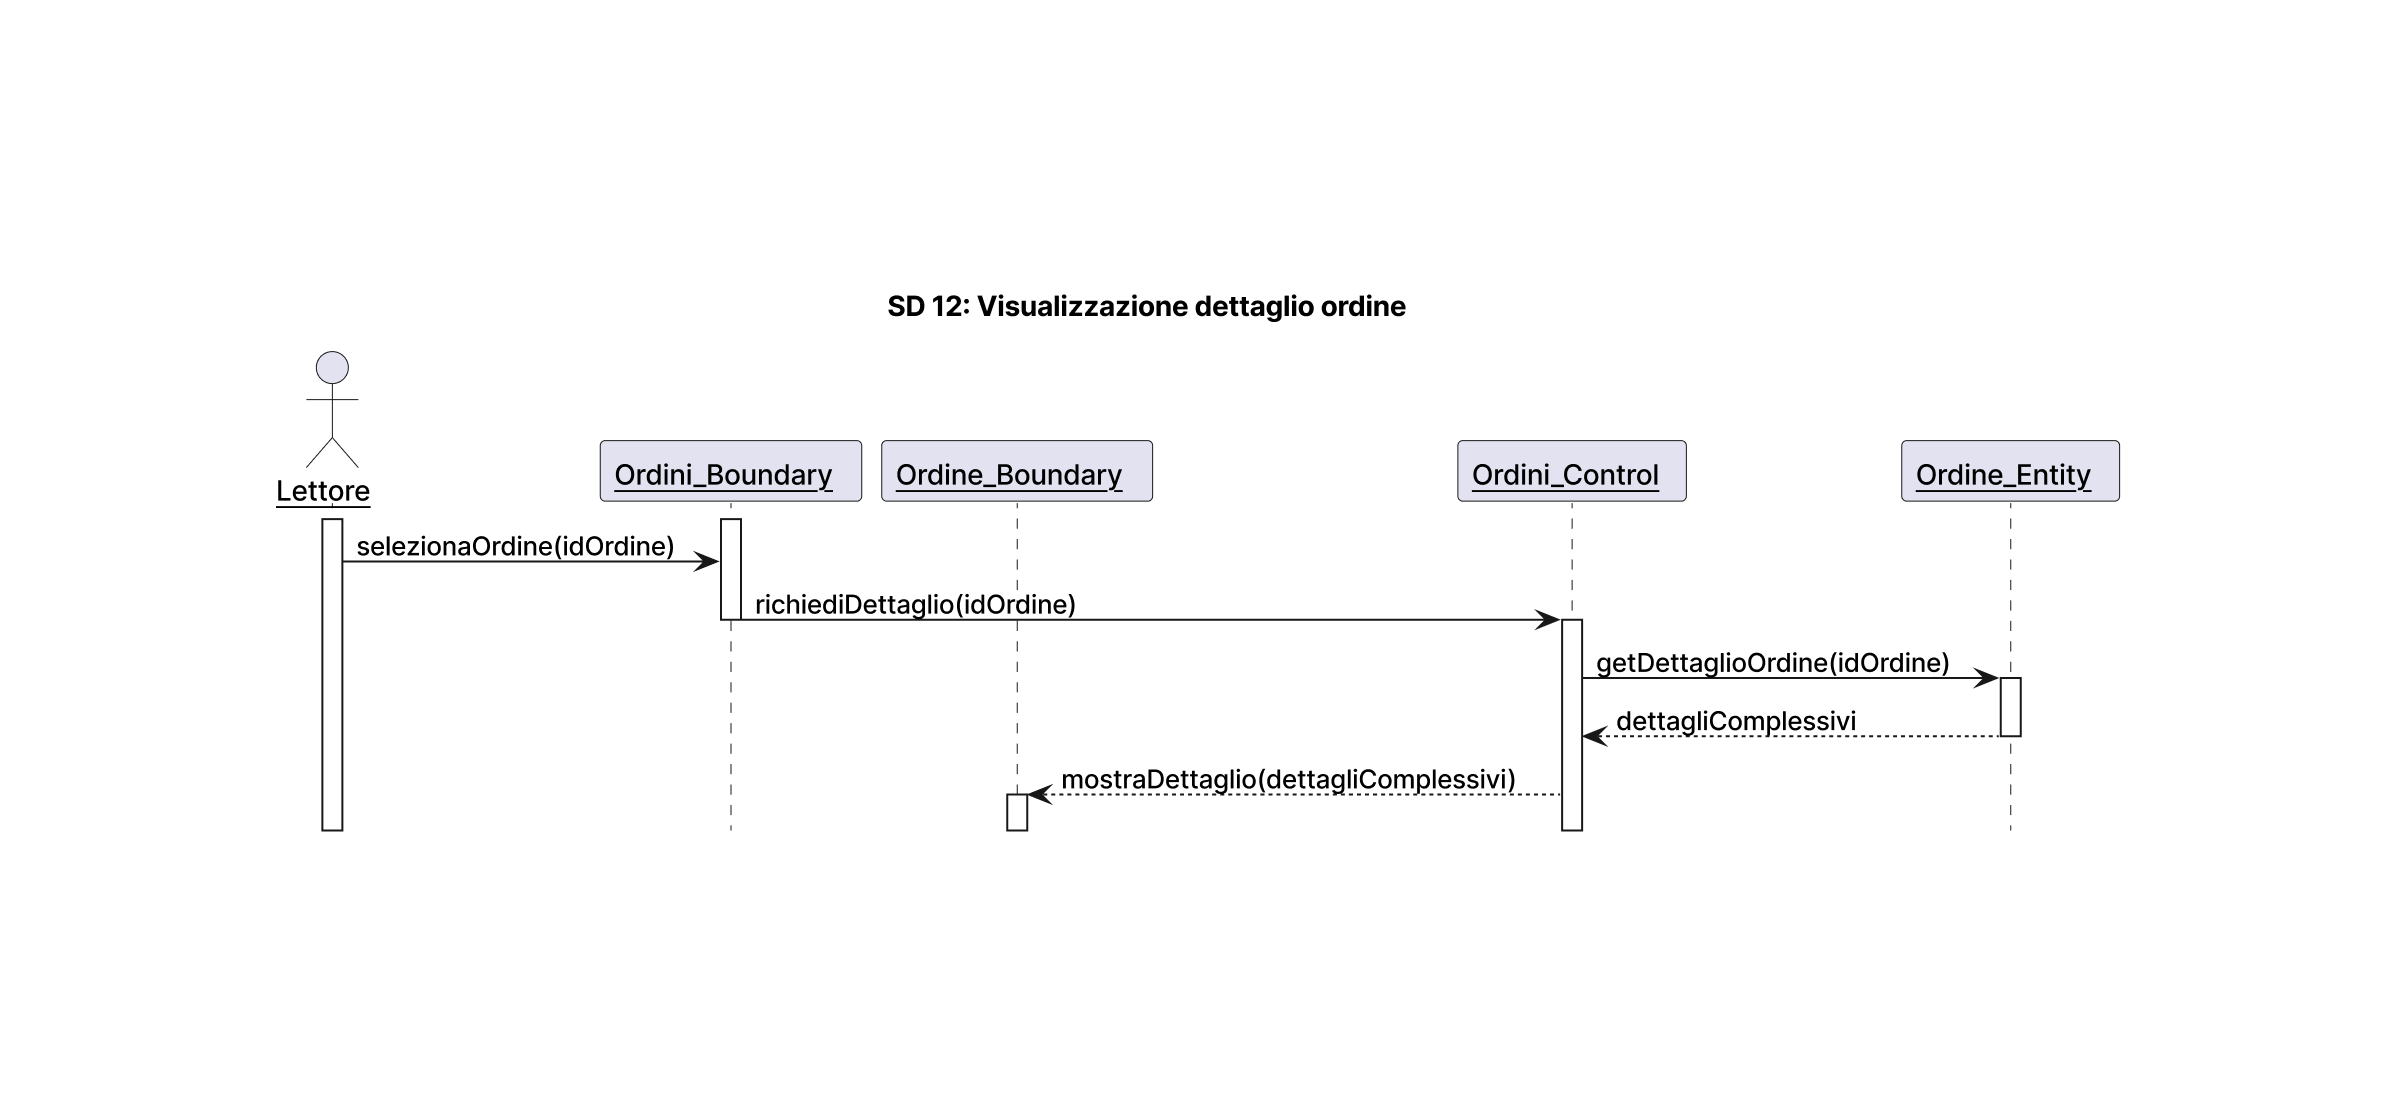 SD 12: Visualizzazione dettaglio ordine
Lettore
Ordini_Boundary
Ordine_Boundary
Ordini_Control
Ordine_Entity
selezionaOrdine(idOrdine)
richiediDettaglio(idOrdine)
getDettaglioOrdine(idOrdine)
dettagliComplessivi
mostraDettaglio(dettagliComplessivi)